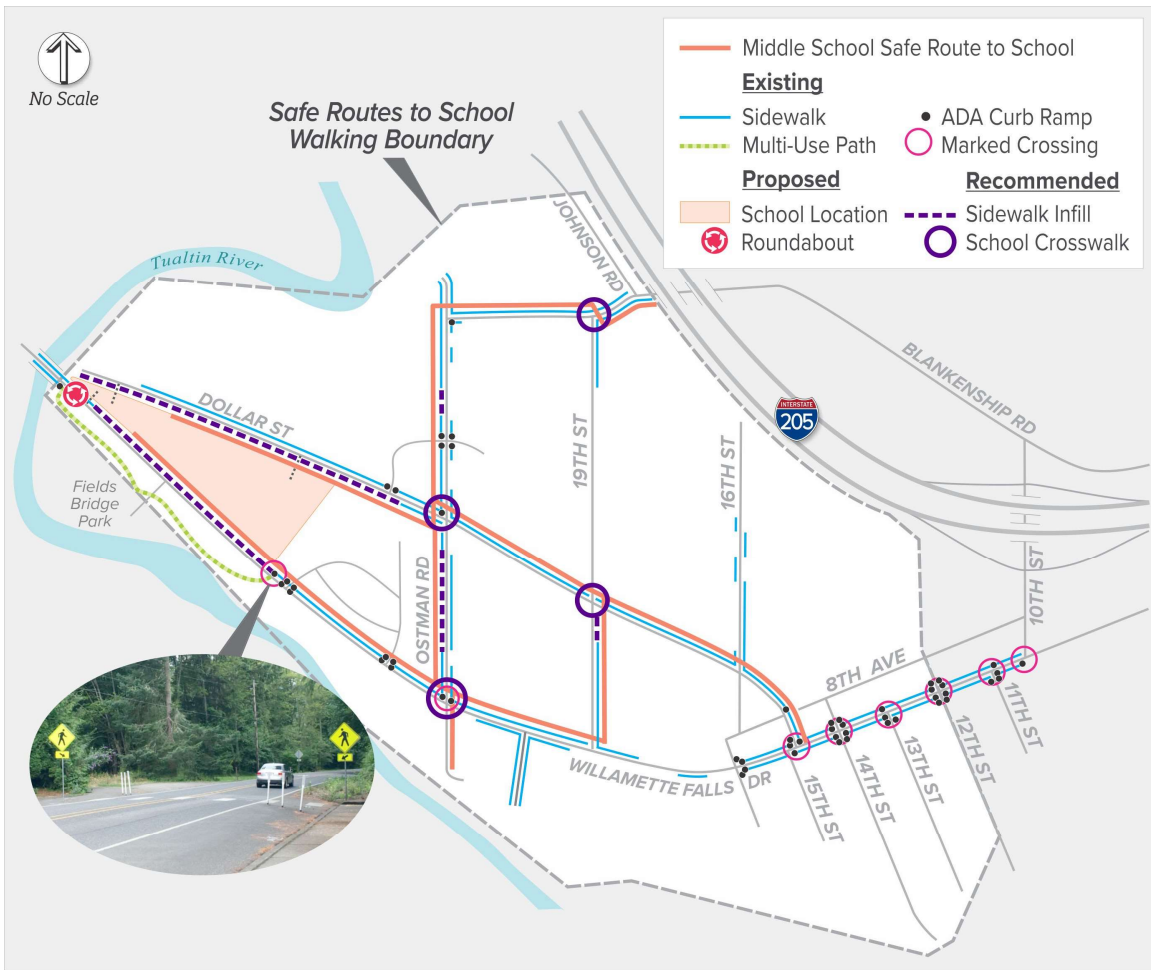 No Scale
Safe Routes to School
Walking Boundary
Middle School Safe Route to School
Existing
Sidewalk
ADA Curb Ramp
Multi-Use Path
Marked Crossing
Proposed
Recommended
School Location
Sidewalk Infill
Roundabout
School Crosswalk
JOHNSON RD
Tualtin River
BLANKENSHIP RD
INTERSTATE
205
DOLLAR ST
19TH ST
16TH ST
Fields
Bridge
Park
OSTMAN RD
10TH ST
8TH AVE
11TH ST
12TH ST
13TH ST
14TH ST
15TH ST
WILLAMETTE FALLS DR